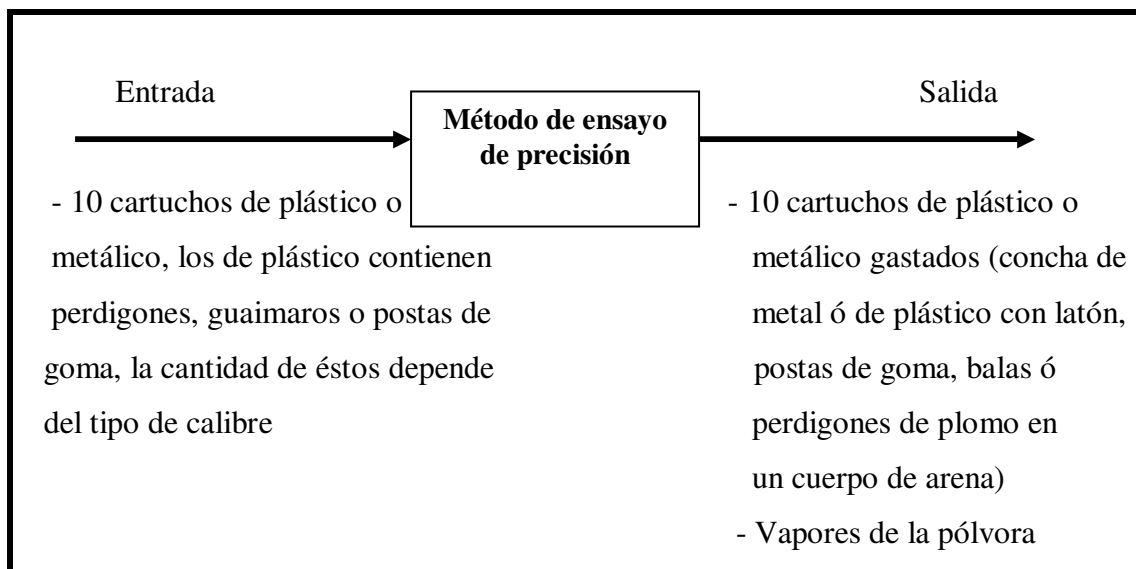 Entrada
Método de ensayo
de precisión
Salida
- 10 cartuchos de plástico o
metálico, los de plástico contienen
perdigones, guaimaros o postas de
goma, la cantidad de éstos depende
del tipo de calibre
- 10 cartuchos de plástico o
metálico gastados (concha de
metal ó de plástico con latón,
postas de goma, balas ó
perdigones de plomo en
un cuerpo de arena)
- Vapores de la pólvora